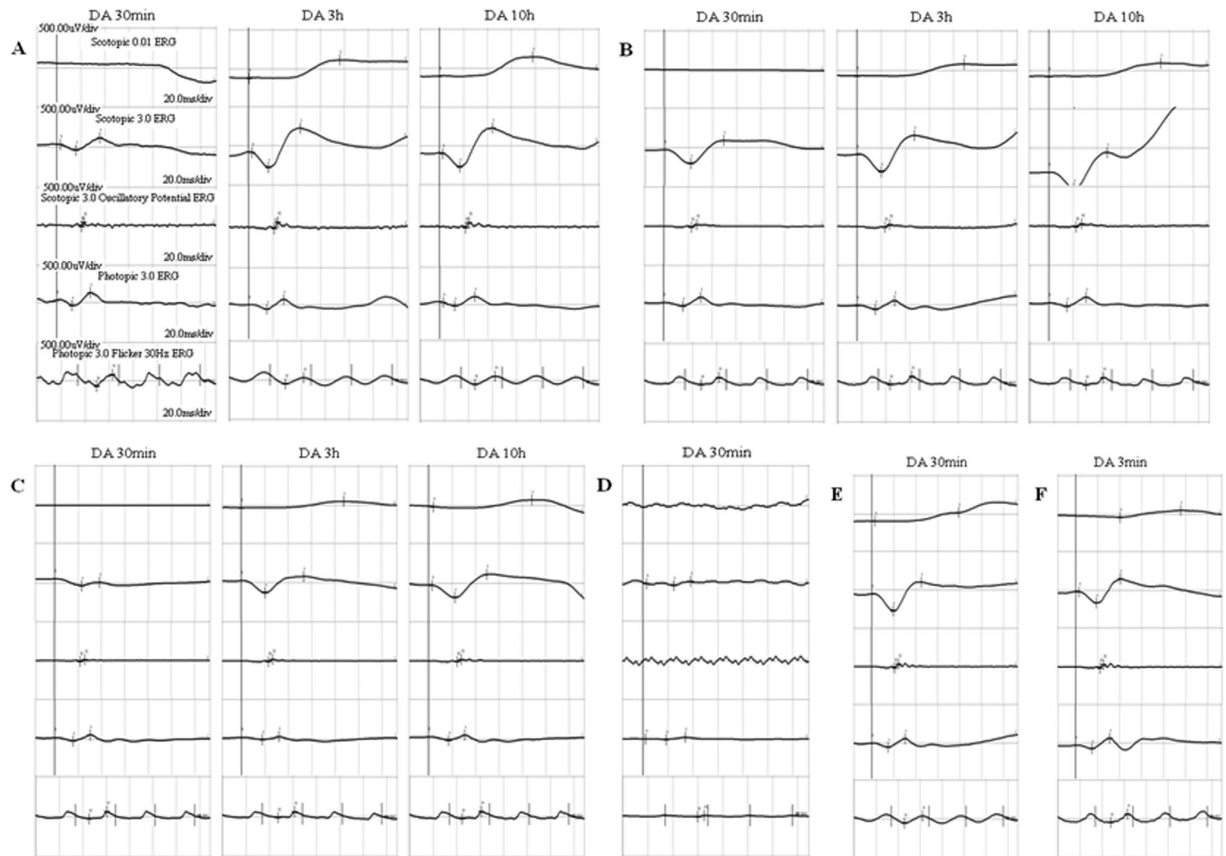 DA 30min DA 3h DA 10h
DA 30min DA 3h DA 10h
A
B
500.00uV/div
Scotopic 0.01 ERG
20.0ms/div
500.00uV/div
Scotopic 3.0 ERG
20.0ms/div
500.00uV/div
Scotopic 3.0 Oscillatory Potential ERG
20.0ms/div
500.00uV/div
Photopic 3.0 ERG
20.0ms/div
500.00uV/div
Photopic 3.0 Flicker 30Hz ERG
20.0ms/div
DA 30min DA 3h DA 10h
DA 30min
DA 30min
DA 3min
C
D
E
F